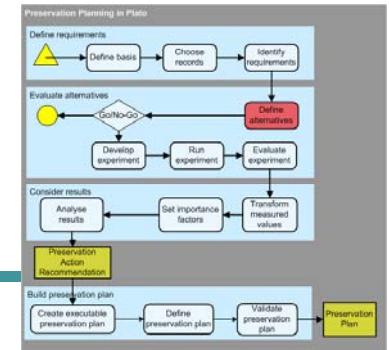 Preservation Planning in Plato
Define requirements
Define basis
Choose
records
Identify
requirements
Evaluate alternatives
Go/No-Go
Define
alternatives
Develop
experiment
Run
experiment
Evaluate
experiment
Consider results
Analyse
results
Set importance
factors
Transform
measured
values
Preservation
Action
Recommendation
Build preservation plan
Create executable
preservation plan
Define
preservation plan
Validate
preservation
plan
Preservation
Plan